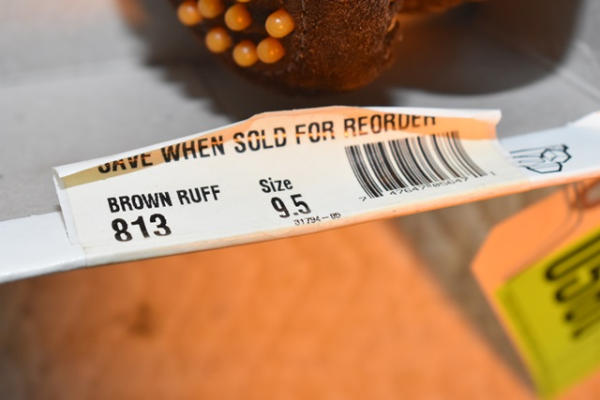 SAVE WHEN SOLD FOR REORDER
BROWN RUFF
813
Size
9.5
31794-05